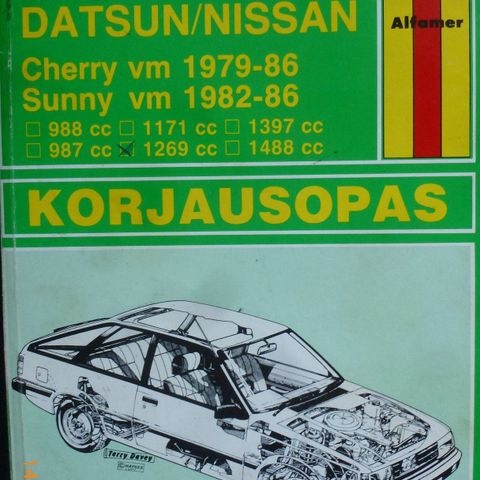 DATSUN/NISSAN
Alfamer
Cherry vm 1979-86
Sunny vm 1982-86
988 cc 1171 cc 1397 cc
987 cc 1269 cc 1488 cc
KORJAUSOPAS
Terry Davey
HAYNES